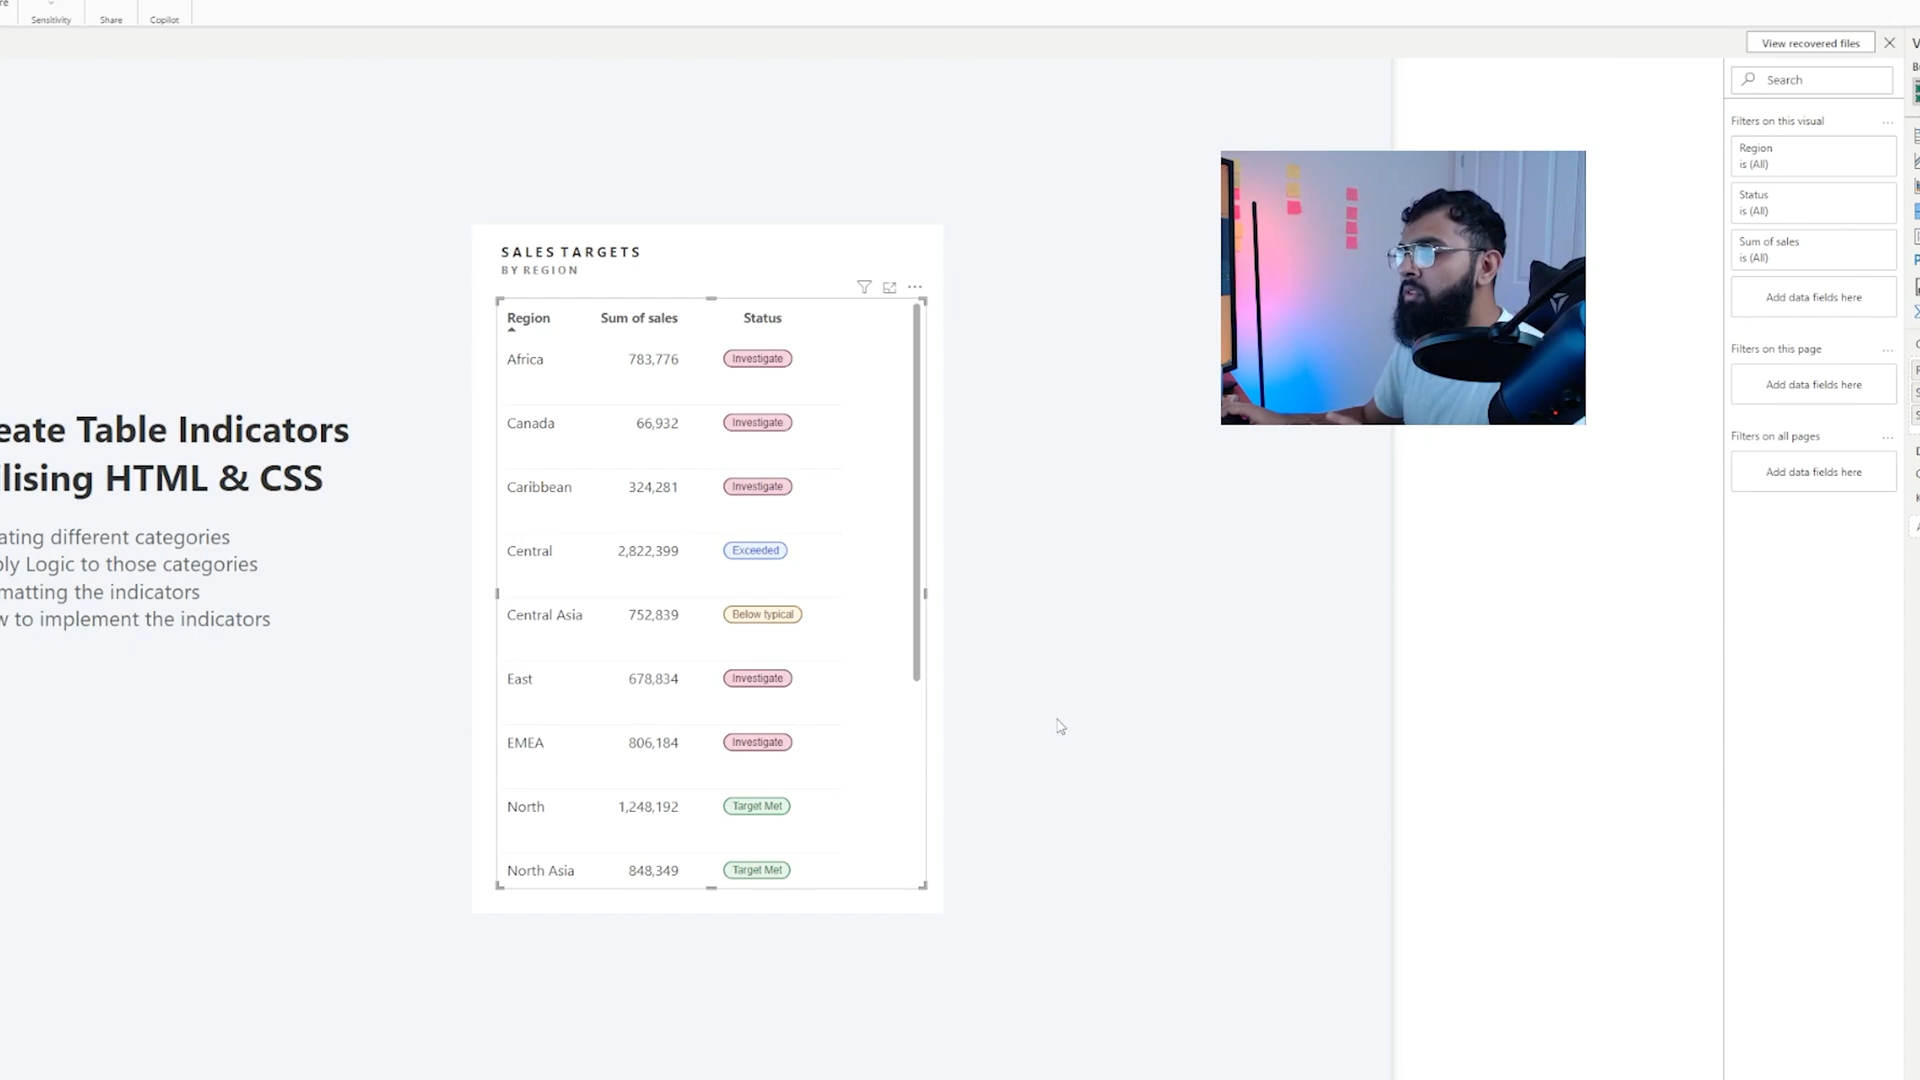 Sensitivity Share Copilot
View recovered files
Search
Filters on this visual
Region
is (All)
Status
is (All)
Sum of sales
is (All)
Add data fields here
Filters on this page
Add data fields here
Filters on all pages
Add data fields here
eate Table Indicators
ilising HTML & CSS
ating different categories
ply Logic to those categories
matting the indicators
w to implement the indicators
SALES TARGETS
BY REGION
Region Sum of sales Status
Africa 783,776 Investigate
Canada 66,932 Investigate
Caribbean 324,281 Investigate
Central 2,822,399 Exceeded
Central Asia 752,839 Below typical
East 678,834 Investigate
EMEA 806,184 Investigate
North 1,248,192 Target Met
North Asia 848,349 Target Met